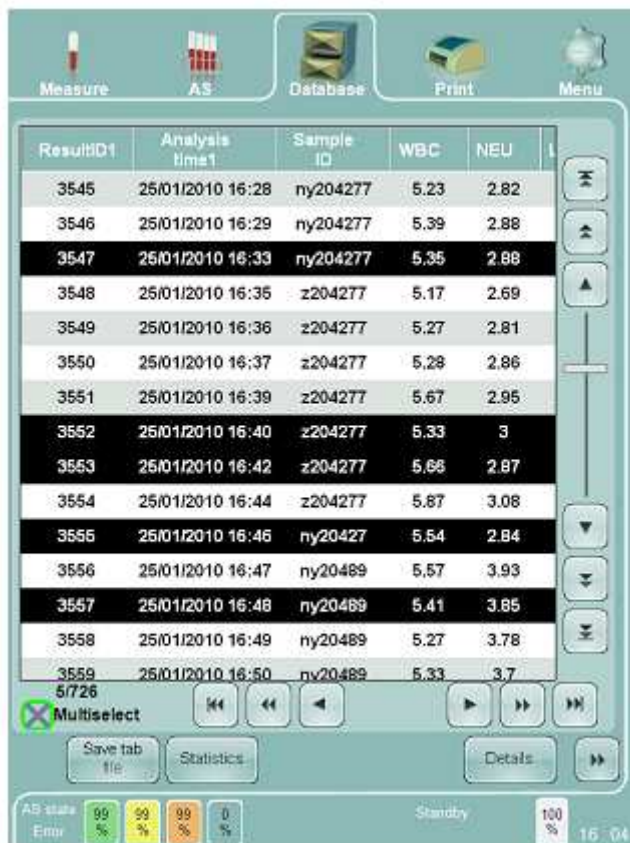 Measure AS Database Print Menu
ResultID1 Analysis time1 Sample ID WBC NEU L
3545 25/01/2010 16:28 ny204277 5.23 2.82
3546 25/01/2010 16:29 ny204277 5.39 2.88
3547 25/01/2010 16:33 ny204277 5.35 2.88
3548 25/01/2010 16:35 z204277 5.17 2.69
3549 25/01/2010 16:36 z204277 5.27 2.81
3550 25/01/2010 16:37 z204277 5.28 2.86
3551 25/01/2010 16:39 z204277 5.67 2.95
3552 25/01/2010 16:40 z204277 5.33 3
3553 25/01/2010 16:42 z204277 5.66 2.87
3554 25/01/2010 16:44 z204277 5.87 3.08
3555 25/01/2010 16:46 ny20427 5.54 2.84
3556 25/01/2010 16:47 ny20489 5.57 3.93
3557 25/01/2010 16:48 ny20489 5.41 3.85
3558 25/01/2010 16:49 ny20489 5.27 3.78
3559 25/01/2010 16:50 ny20489 5.33 3.7
5/726
Multiselect
Save tab file Statistics Details
AS state Error 99 % 99 % 99 % 0 % Standby 100 % 16 04